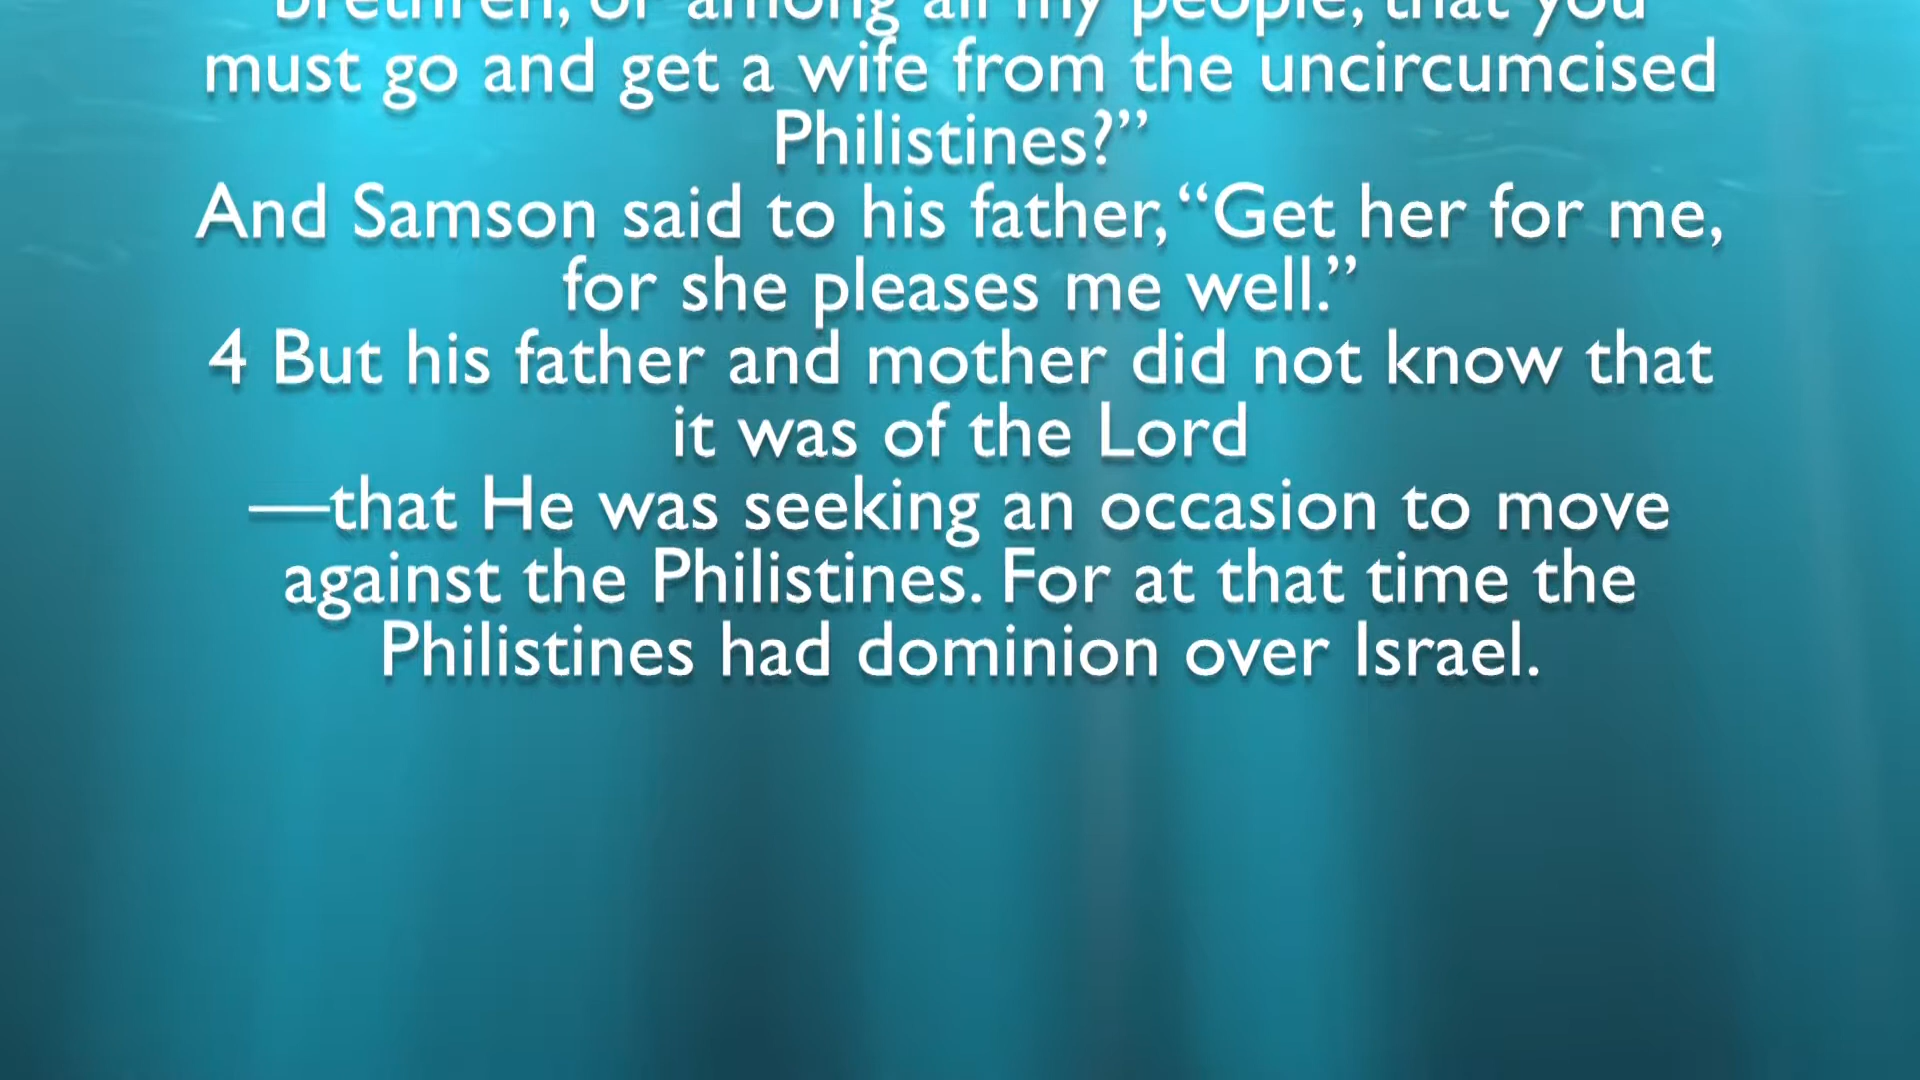 brethren, or among all my people, that you
must go and get a wife from the uncircumcised
Philistines?”
And Samson said to his father, “Get her for me,
for she pleases me well.”
4 But his father and mother did not know that
it was of the Lord
—that He was seeking an occasion to move
against the Philistines. For at that time the
Philistines had dominion over Israel.